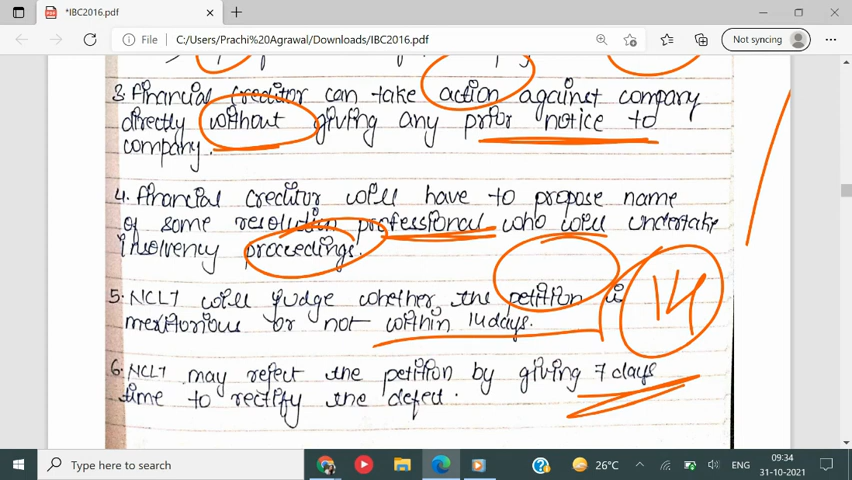 *IBC2016.pdf
File
C:/Users/Prachi%20Agrawal/Downloads/IBC2016.pdf
Not syncing
3. Financial creditor can take action against company
directly without giving any prior notice to
company.
4. Financial creditor will have to propose name
of some resolution professional who will undertake
insolvency proceedings.
5. NCLT will judge whether the petition is
meritorious or not within 14 days.
14
6. NCLT may reject the petition by giving 7 days
time to rectify the defect.
Type here to search
26°C
ENG
09:34
31-10-2021